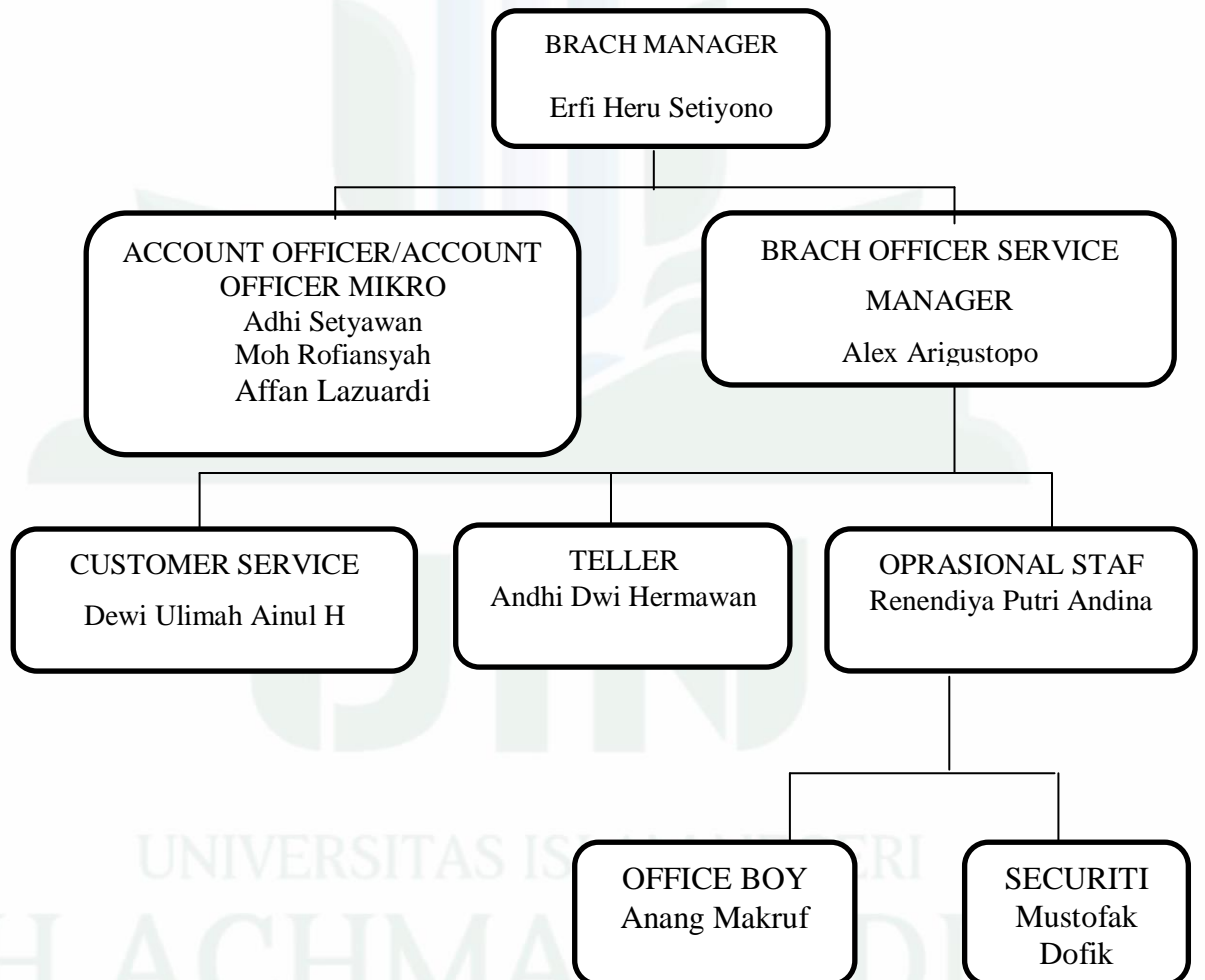 BRACH MANAGER
Erfi Heru Setiyono
ACCOUNT OFFICER/ACCOUNT
OFFICER MIKRO
Adhi Setyawan
Moh Rofiansyah
Affan Lazuardi
BRACH OFFICER SERVICE
MANAGER
Alex Arigustopo
CUSTOMER SERVICE
Dewi Ulimah Ainul H
TELLER
Andhi Dwi Hermawan
OPRASIONAL STAF
Renendiya Putri Andina
OFFICE BOY
Anang Makruf
SECURITI
Mustofak
Dofik
UNIVERSITAS
ACHMA